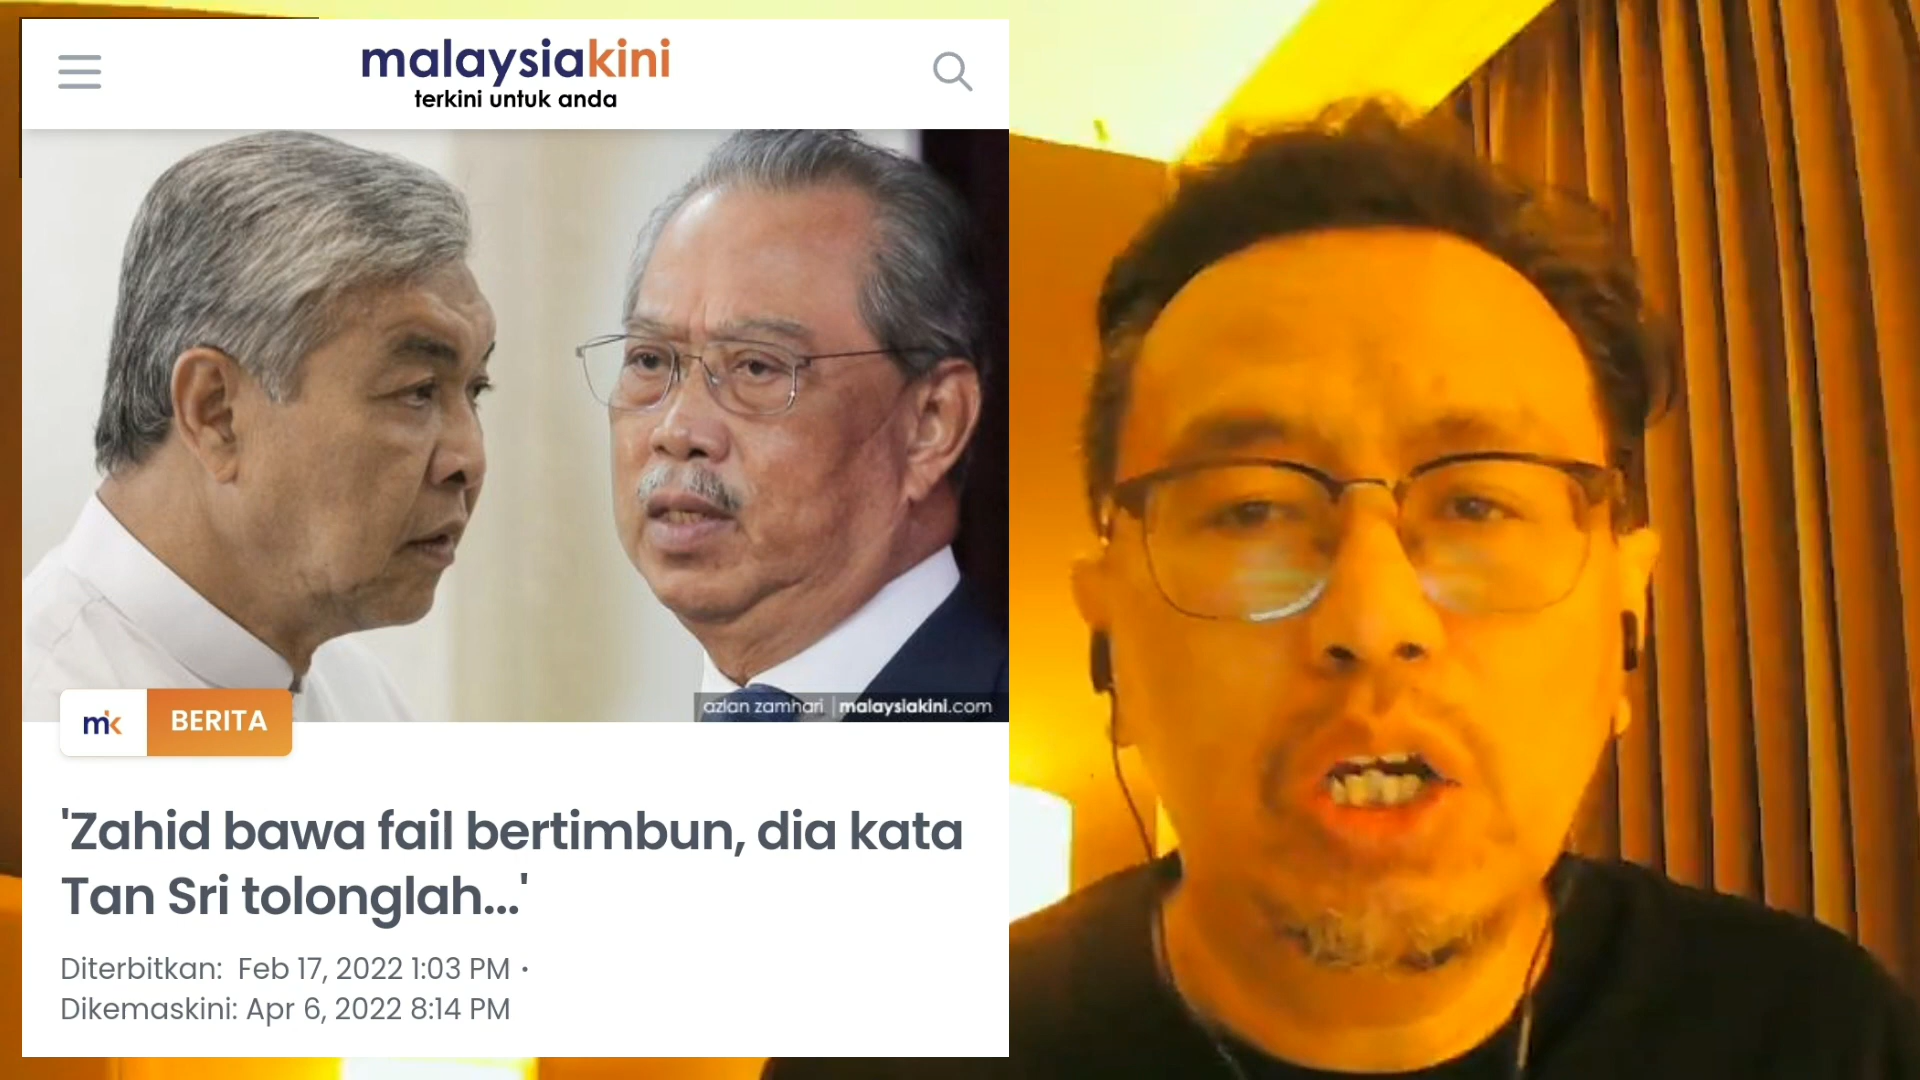 malaysiakini
terkini untuk anda
azlan zamhari | malaysiakini.com
mk BERITA
'Zahid bawa fail bertimbun, dia kata
Tan Sri tolonglah...'
Diterbitkan: Feb 17, 2022 1:03 PM •
Dikemaskini: Apr 6, 2022 8:14 PM